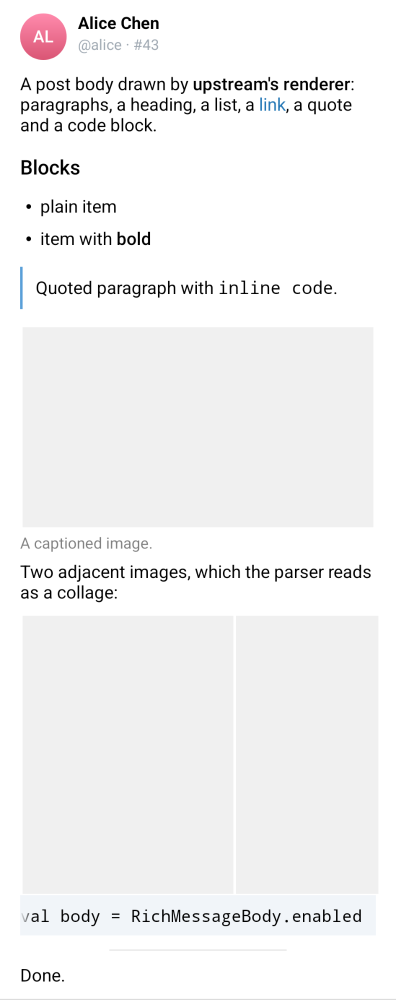 AL
Alice Chen
@alice · #43
A post body drawn by upstream's renderer:
paragraphs, a heading, a list, a link, a quote
and a code block.
Blocks
• plain item
• item with bold
Quoted paragraph with inline code.
A captioned image.
Two adjacent images, which the parser reads
as a collage:
val body = RichMessageBody.enabled
Done.